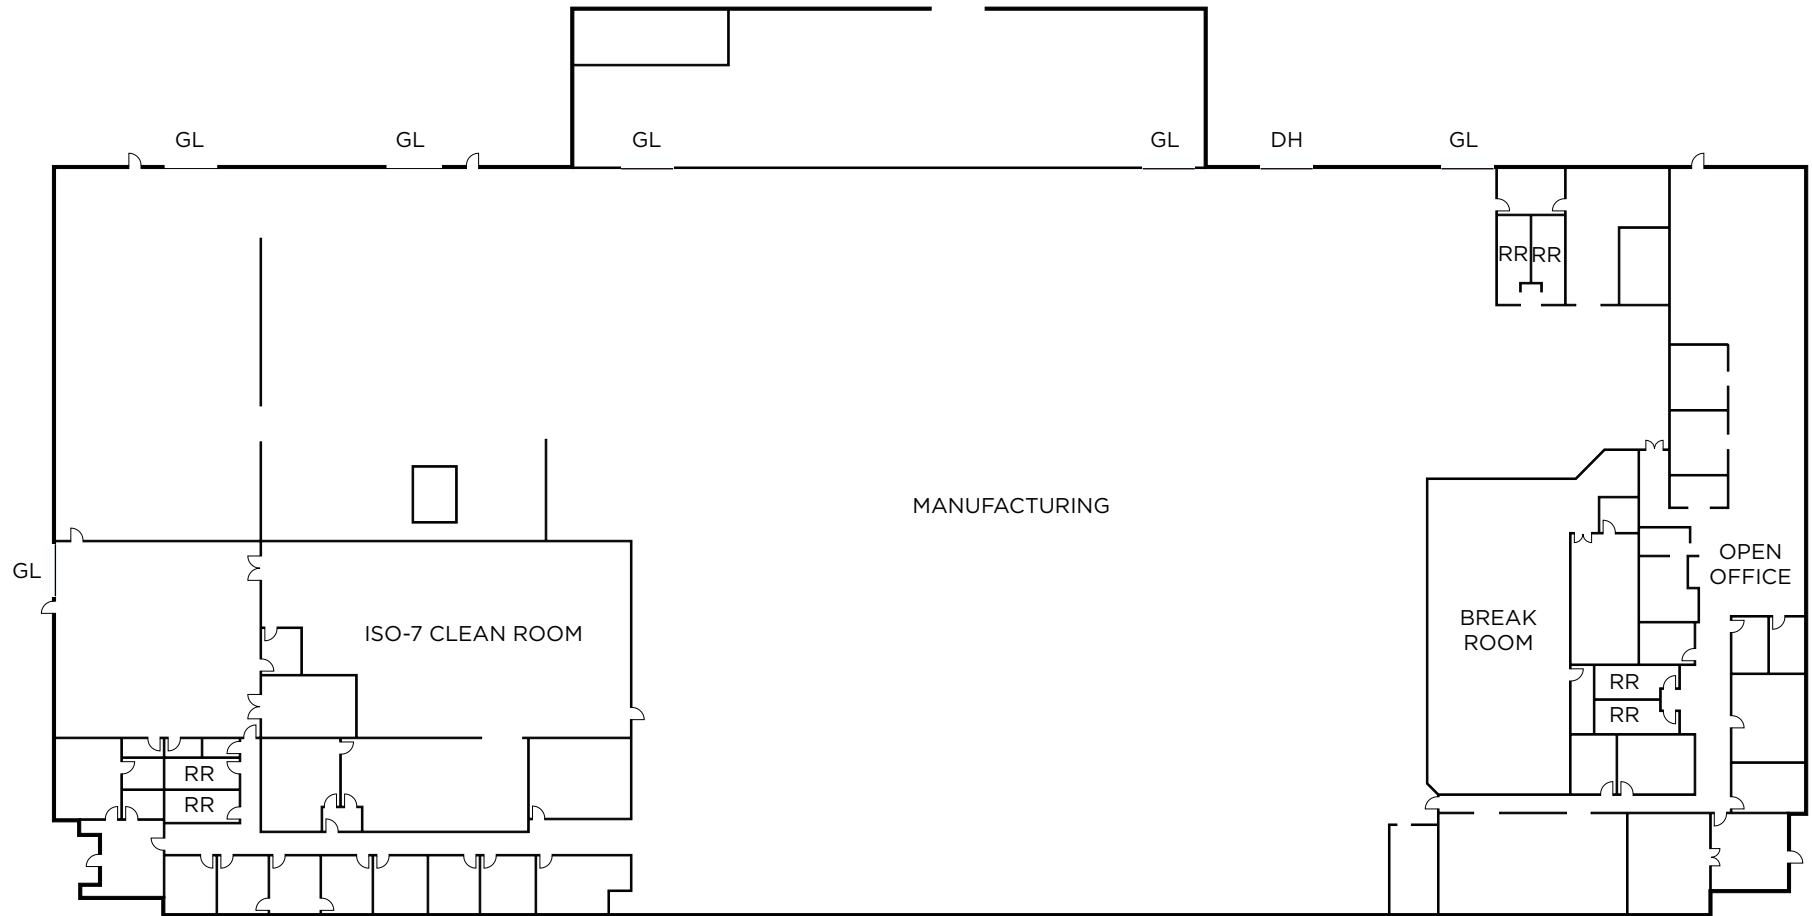 GL
GL
GL
GL
DH
GL
RR
RR
MANUFACTURING
GL
OPEN
OFFICE
ISO-7 CLEAN ROOM
BREAK
ROOM
RR
RR
RR
RR